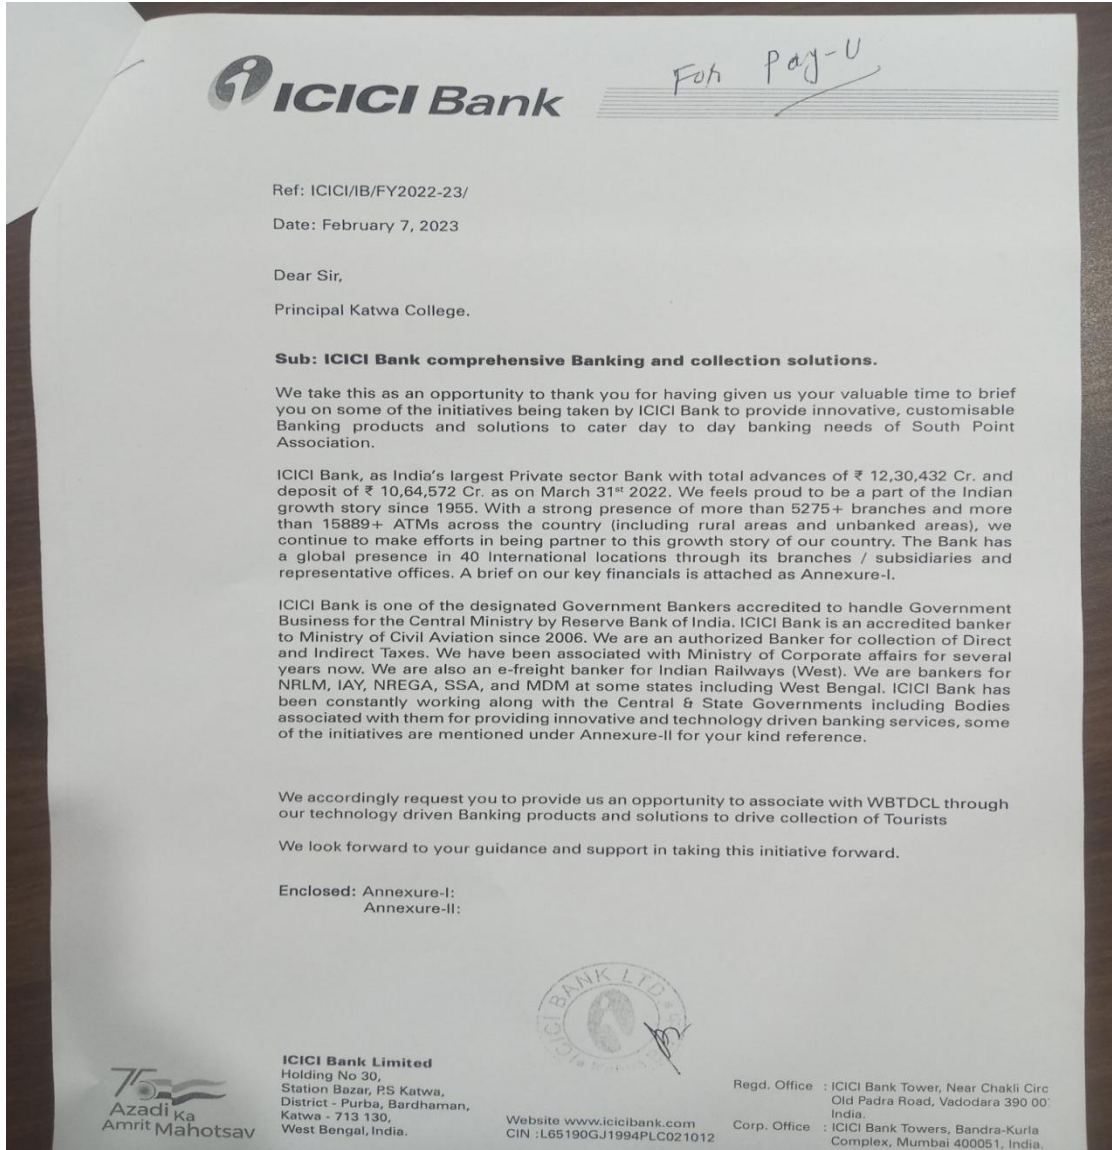 ICICI Bank
For Pay-U
Ref: ICICI/IB/FY2022-23/
Date: February 7, 2023
Dear Sir,
Principal Katwa College.
Sub: ICICI Bank comprehensive Banking and collection solutions.
We take this as an opportunity to thank you for having given us your valuable time to brief
you on some of the initiatives being taken by ICICI Bank to provide innovative, customisable
Banking products and solutions to cater day to day banking needs of South Point
Association.
ICICI Bank, as India's largest Private sector Bank with total advances of ₹ 12,30,432 Cr. and
deposit of ₹ 10,64,572 Cr. as on March 31st 2022. We feels proud to be a part of the Indian
growth story since 1955. With a strong presence of more than 5275+ branches and more
than 15889+ ATMs across the country (including rural areas and unbanked areas), we
continue to make efforts in being partner to this growth story of our country. The Bank has
a global presence in 40 International locations through its branches / subsidiaries and
representative offices. A brief on our key financials is attached as Annexure-I.
ICICI Bank is one of the designated Government Bankers accredited to handle Government
Business for the Central Ministry by Reserve Bank of India. ICICI Bank is an accredited banker
to Ministry of Civil Aviation since 2006. We are an authorized Banker for collection of Direct
and Indirect Taxes. We have been associated with Ministry of Corporate affairs for several
years now. We are also an e-freight banker for Indian Railways (West). We are bankers for
NRLM, IAY, NREGA, SSA, and MDM at some states including West Bengal. ICICI Bank has
been constantly working along with the Central & State Governments including Bodies
associated with them for providing innovative and technology driven banking services, some
of the initiatives are mentioned under Annexure-II for your kind reference.
We accordingly request you to provide us an opportunity to associate with WBTDCL through
our technology driven Banking products and solutions to drive collection of Tourists
We look forward to your guidance and support in taking this initiative forward.
Enclosed: Annexure-I:
Annexure-II:
ICICI BANK LTD.
75
Azadi Ka
Amrit Mahotsav
ICICI Bank Limited
Holding No 30,
Station Bazar, P.S Katwa,
District - Purba, Bardhaman,
Katwa - 713 130,
West Bengal, India.
Website www.icicibank.com
CIN :L65190GJ1994PLC021012
Regd. Office : ICICI Bank Tower, Near Chakli Circ
Old Padra Road, Vadodara 390 00
India.
Corp. Office : ICICI Bank Towers, Bandra-Kurla
Complex, Mumbai 400051, India.